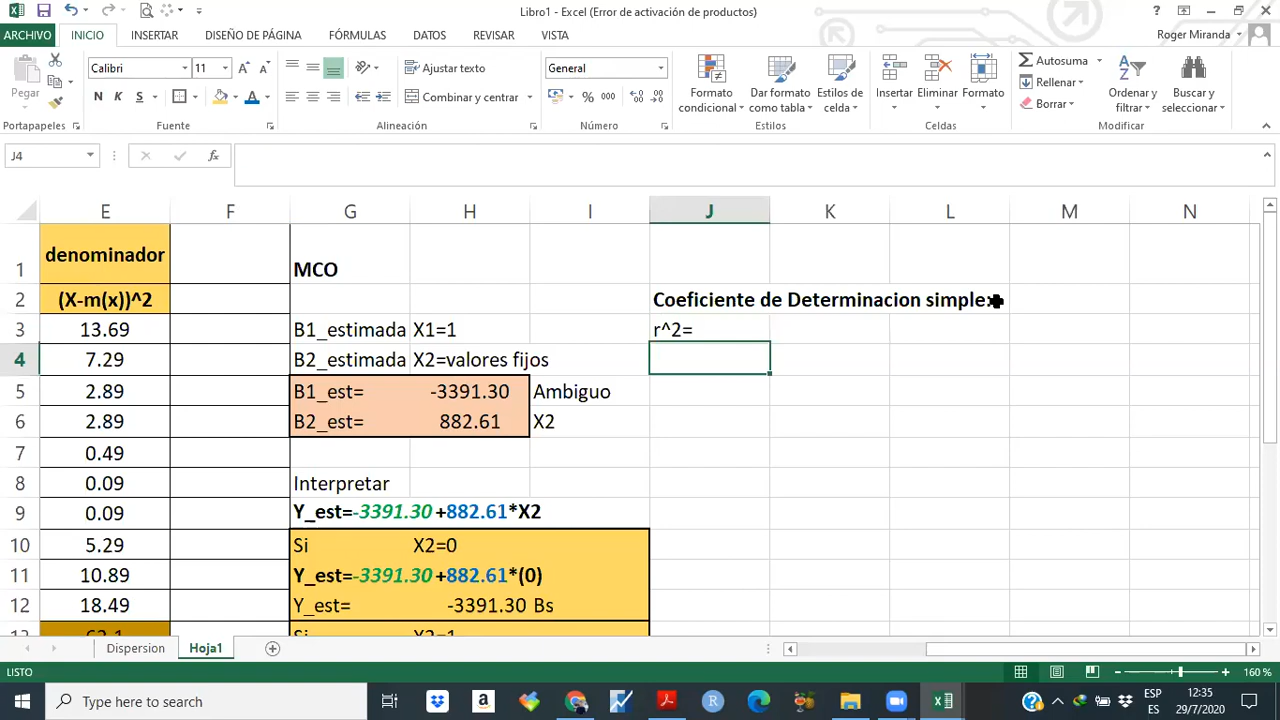 Libro1 - Excel (Error de activación de productos)
ARCHIVO INICIO INSERTAR DISEÑO DE PÁGINA FÓRMULAS DATOS REVISAR VISTA Roger Miranda
Pegar
Calibri 11
N K S
Ajustar texto
Combinar y centrar
General
% 000
Formato condicional
Dar formato como tabla
Estilos de celda
Insertar Eliminar Formato
Autosuma
Rellenar
Borrar
Ordenar y filtrar
Buscar y seleccionar
Portapapeles Fuente Alineación Número Estilos Celdas Modificar
J4 fx
E F G H I J K L M N
1 denominador MCO
2 (X-m(x))^2 Coeficiente de Determinacion simple
3 13.69 B1_estimada X1=1 r^2=
4 7.29 B2_estimada X2=valores fijos
5 2.89 B1_est= -3391.30 Ambiguo
6 2.89 B2_est= 882.61 X2
7 0.49
8 0.09 Interpretar
9 0.09 Y_est=-3391.30 +882.61*X2
10 5.29 Si X2=0
11 10.89 Y_est=-3391.30 +882.61*(0)
12 18.49 Y_est= -3391.30 Bs
13 62.1 Si X2=1
Dispersion Hoja1
LISTO 160 %
Type here to search
ESP
ES
12:35
29/7/2020